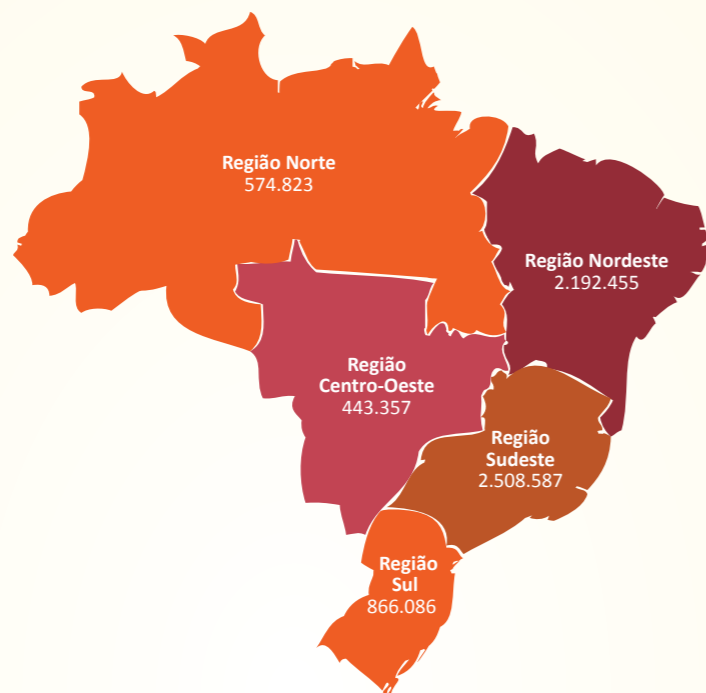 Região Norte
574.823
Região Nordeste
2.192.455
Região
Centro-Oeste
443.357
Região
Sudeste
2.508.587
Região
Sul
866.086